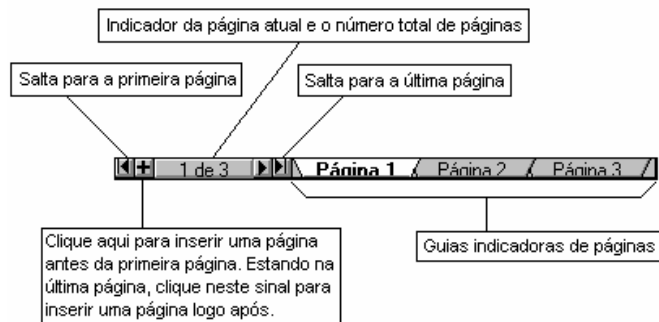 Indicador da página atual e o número total de páginas
Salta para a primeira página
Salta para a última página
1 de 3
Página 1
Página 2
Página 3
Clique aqui para inserir uma página
antes da primeira página. Estando na
última página, clique neste sinal para
inserir uma página logo após.
Guias indicadoras de páginas